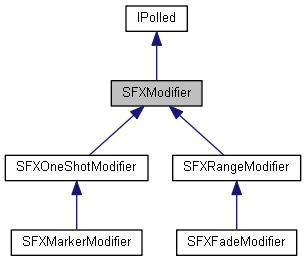 IPolled
SFXModifier
SFXOneShotModifier
SFXRangeModifier
SFXMarkerModifier
SFXFadeModifier